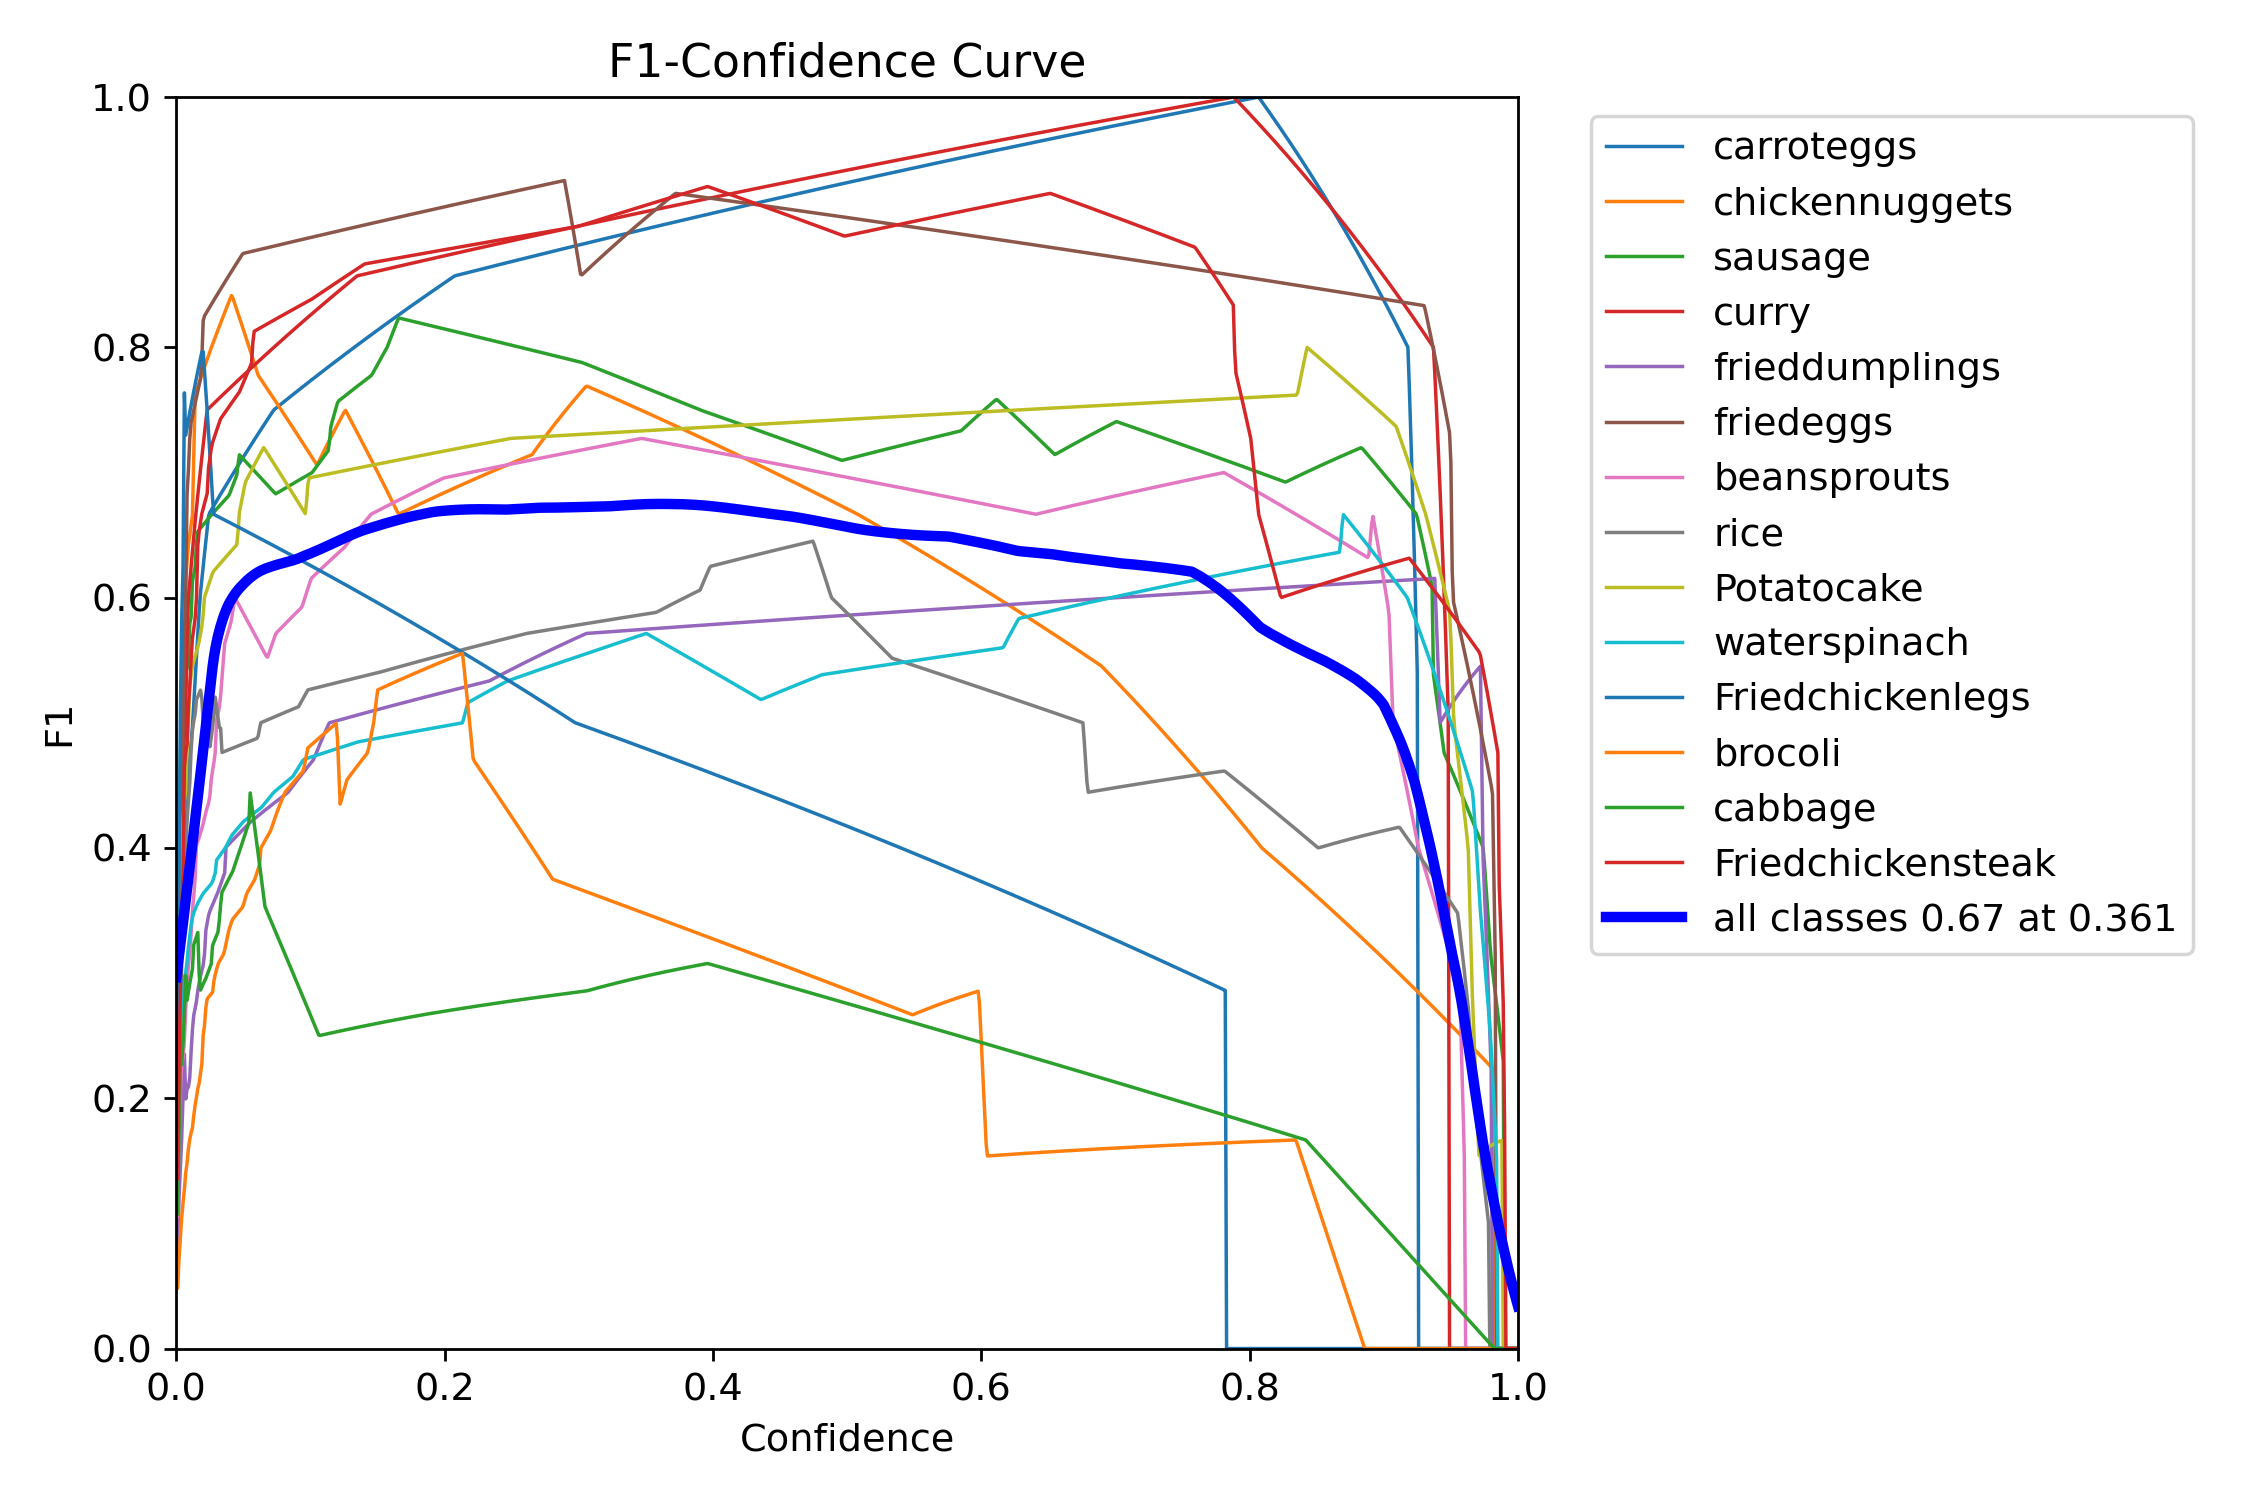 F1-Confidence Curve
1.0
0.8
0.6
0.4
0.2
0.0
F1
0.0 0.2 0.4 0.6 0.8 1.0
Confidence
carroteggs
chickennuggets
sausage
curry
frieddumplings
friedeggs
beansprouts
rice
Potatocake
waterspinach
Friedchickenlegs
brocoli
cabbage
Friedchickensteak
all classes 0.67 at 0.361